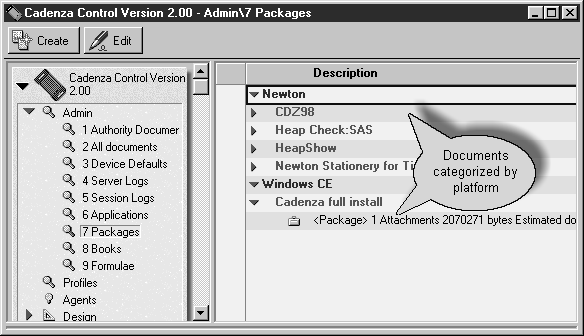 Cadenza Control Version 2.00 - Admin\7 Packages
Create
Edit
Cadenza Control Version
2.00
Admin
1 Authority Documer
2 All documents
3 Device Defaults
4 Server Logs
5 Session Logs
6 Applications
7 Packages
8 Books
9 Formulae
Profiles
Agents
Design
Description
Newton
CDZ98
Heap Check:SAS
HeapShow
Newton Stationery for Ti
Windows CE
Cadenza full install
<Package> 1 Attachments 2070271 bytes Estimated do
Documents
categorized by
platform